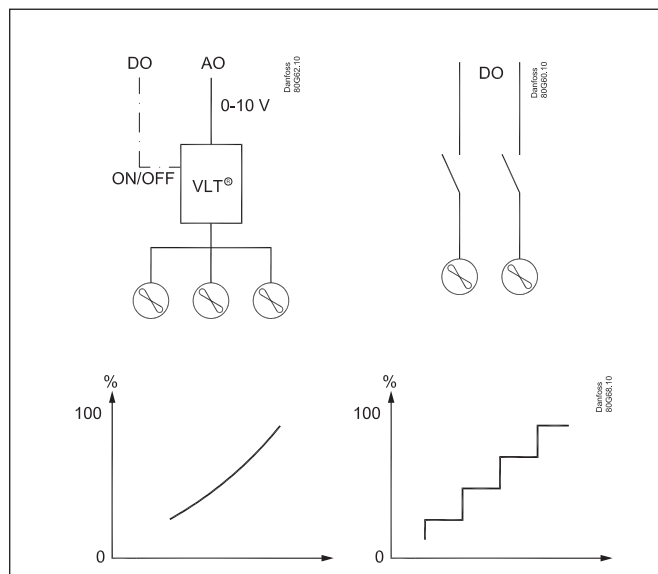 DO
AO
Danfoss
80G62.10
0-10 V
ON/OFF
VLT®
DO
Danfoss
80G60.10
%
100
0
%
100
0
Danfoss
80G68.10